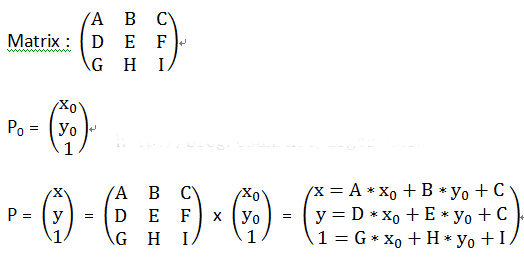 Matrix : (A B C
D E F
G H I)
P₀ = (x₀
y₀
1)
P = (x
y
1) = (A B C
D E F
G H I) x (x₀
y₀
1) = (x = A * x₀ + B * y₀ + C
y = D * x₀ + E * y₀ + C
1 = G * x₀ + H * y₀ + I)